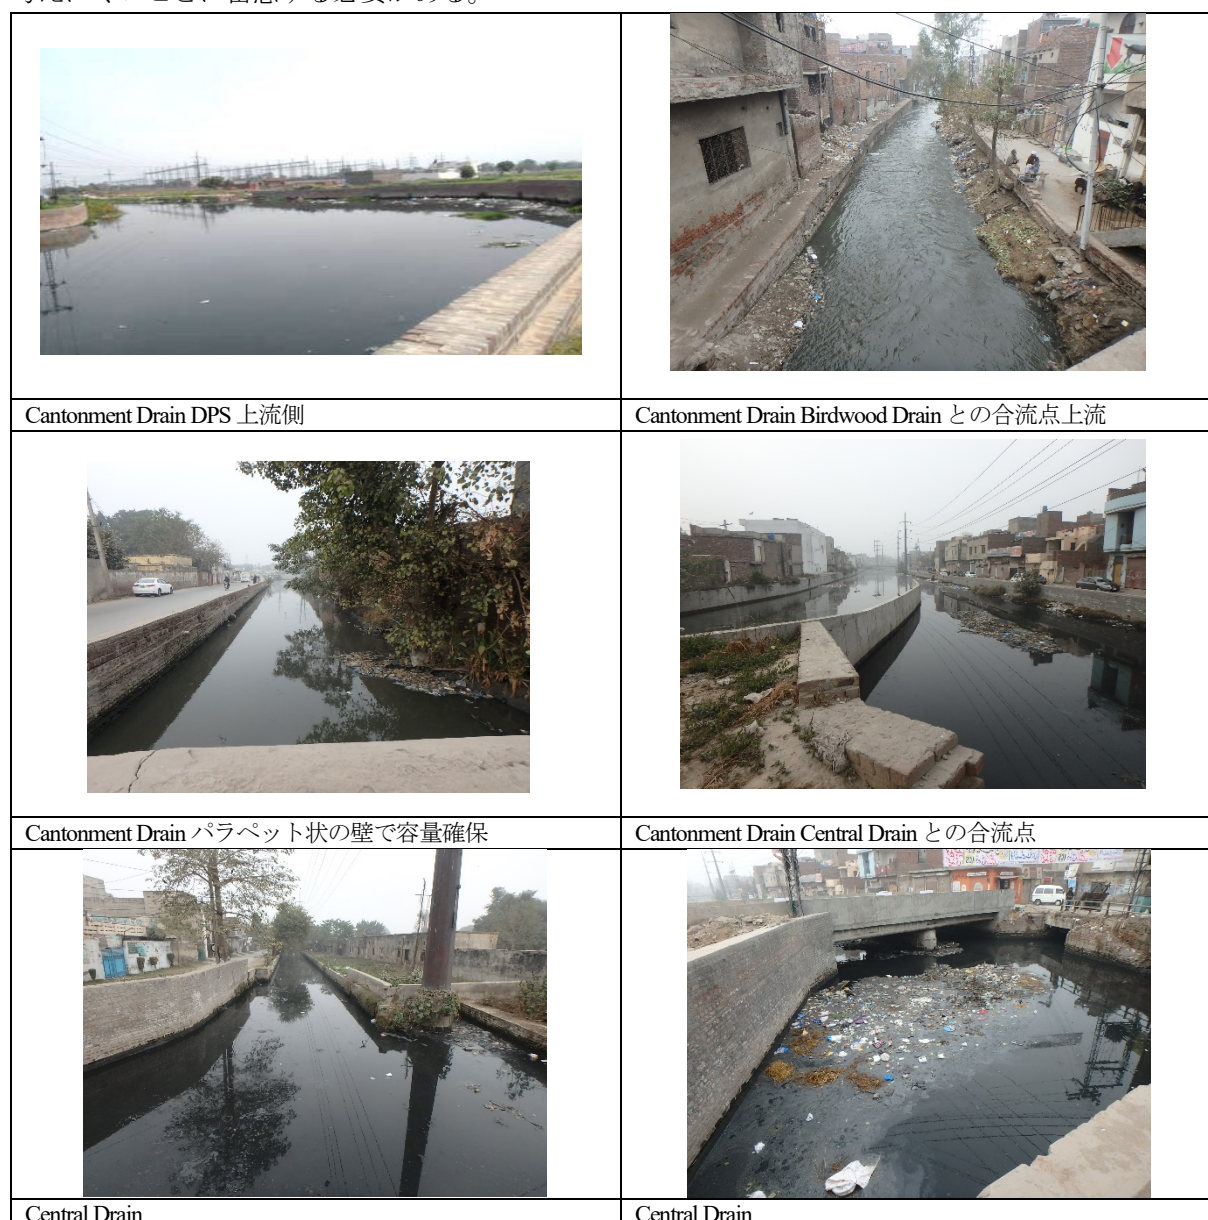 Cantonment Drain DPS 上流側
Cantonment Drain Birdwood Drain との合流点上流
Cantonment Drain パラペット状の壁で容量確保
Cantonment Drain Central Drain との合流点
Central Drain
Central Drain